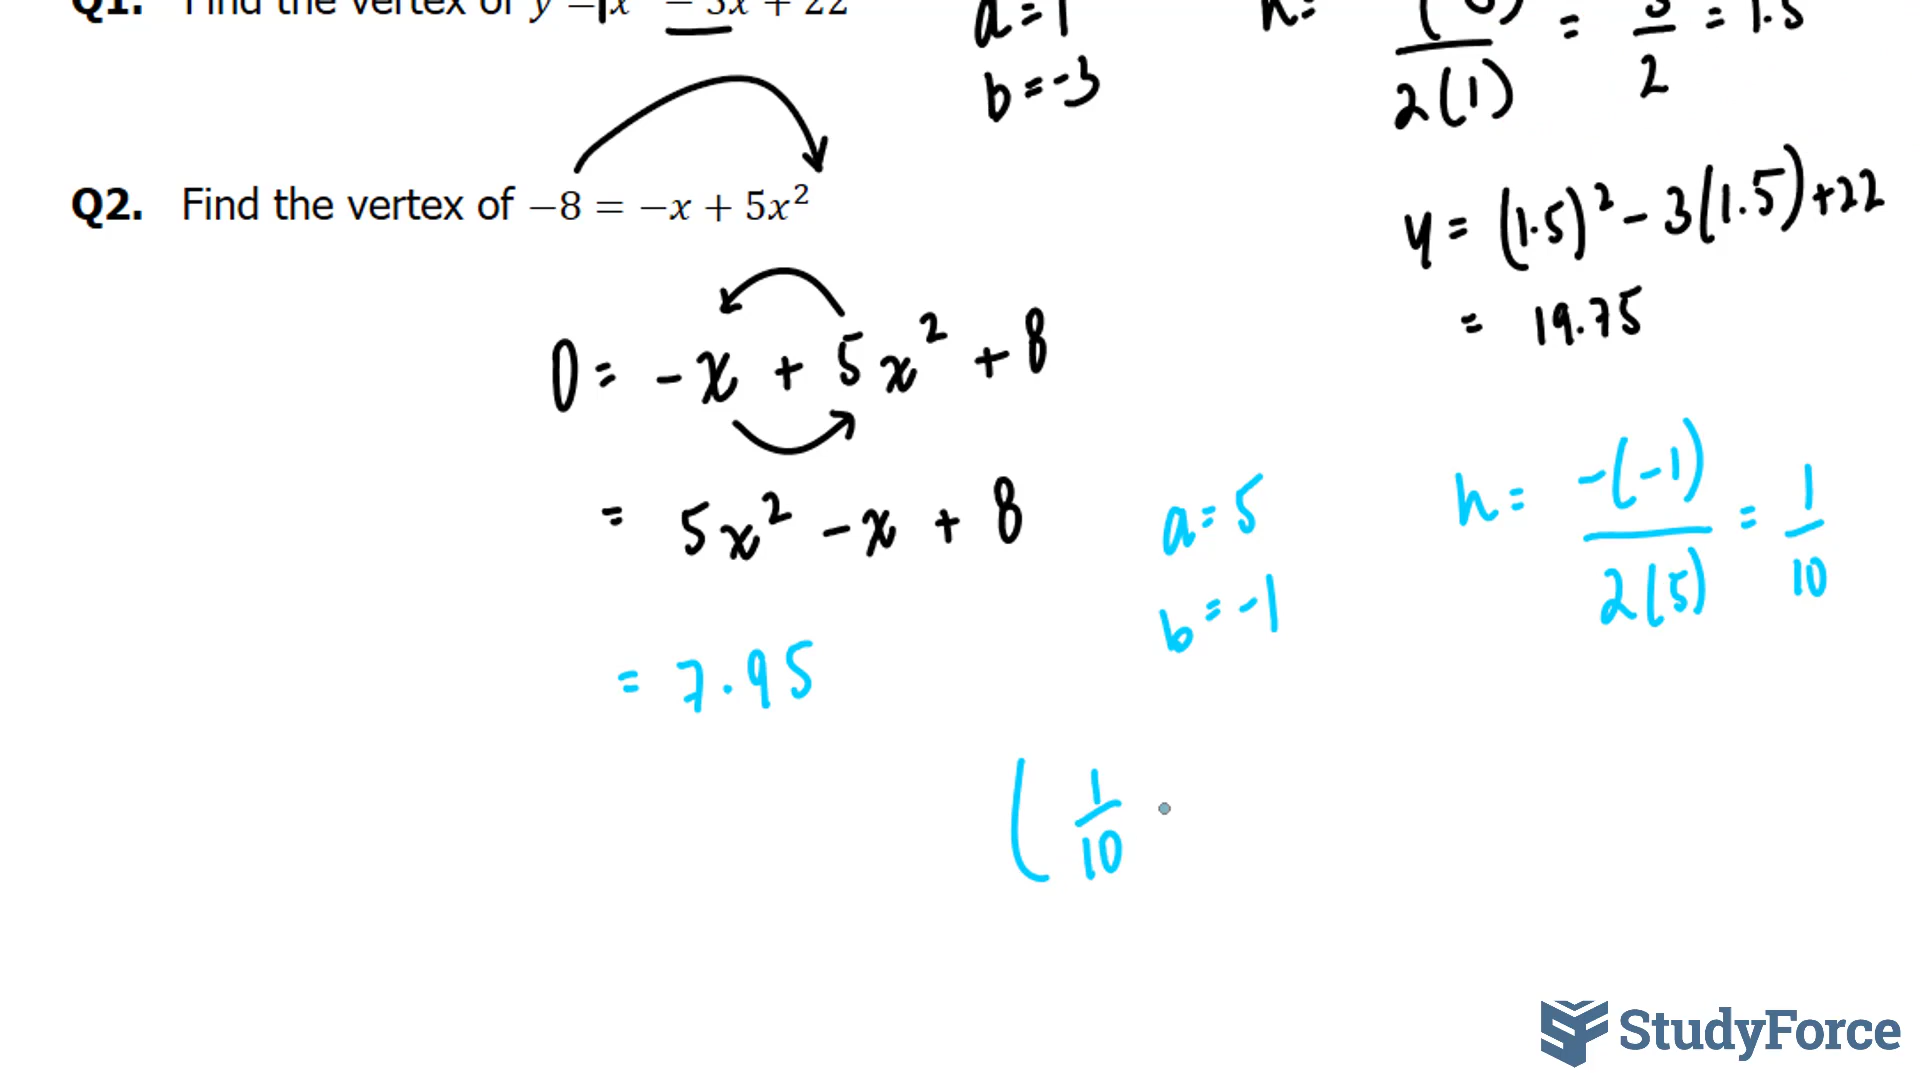 Q1. Find the vertex of y = 1x² − 3x + 22
a = 1
b = -3
h =
2(1)
= 3/2 = 1.5
Q2. Find the vertex of −8 = −x + 5x²
y = (1.5)² - 3(1.5) + 22
= 19.75
0 = -x + 5x² + 8
= 5x² - x + 8
a = 5
b = -1
h = -(-1)/2(5) = 1/10
= 7.95
( 1/10
StudyForce